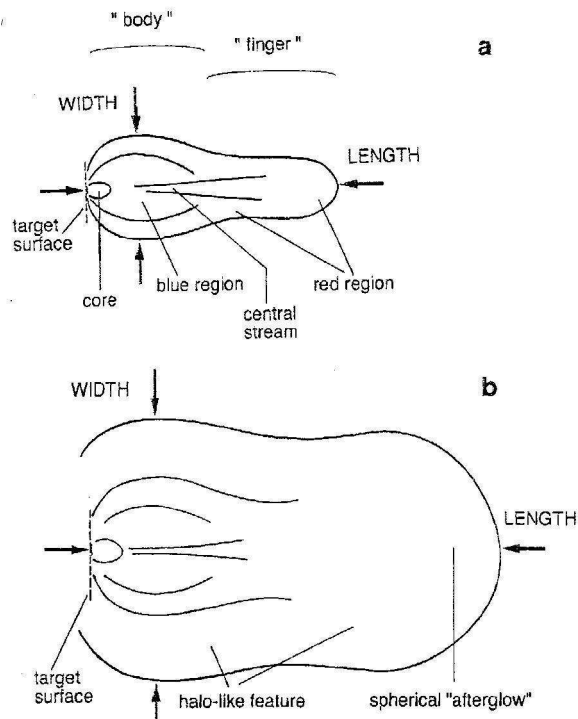 " body "
" finger "
a
WIDTH
LENGTH
target
surface
core
blue region
central
stream
red region
b
WIDTH
LENGTH
target
surface
halo-like feature
spherical "afterglow"